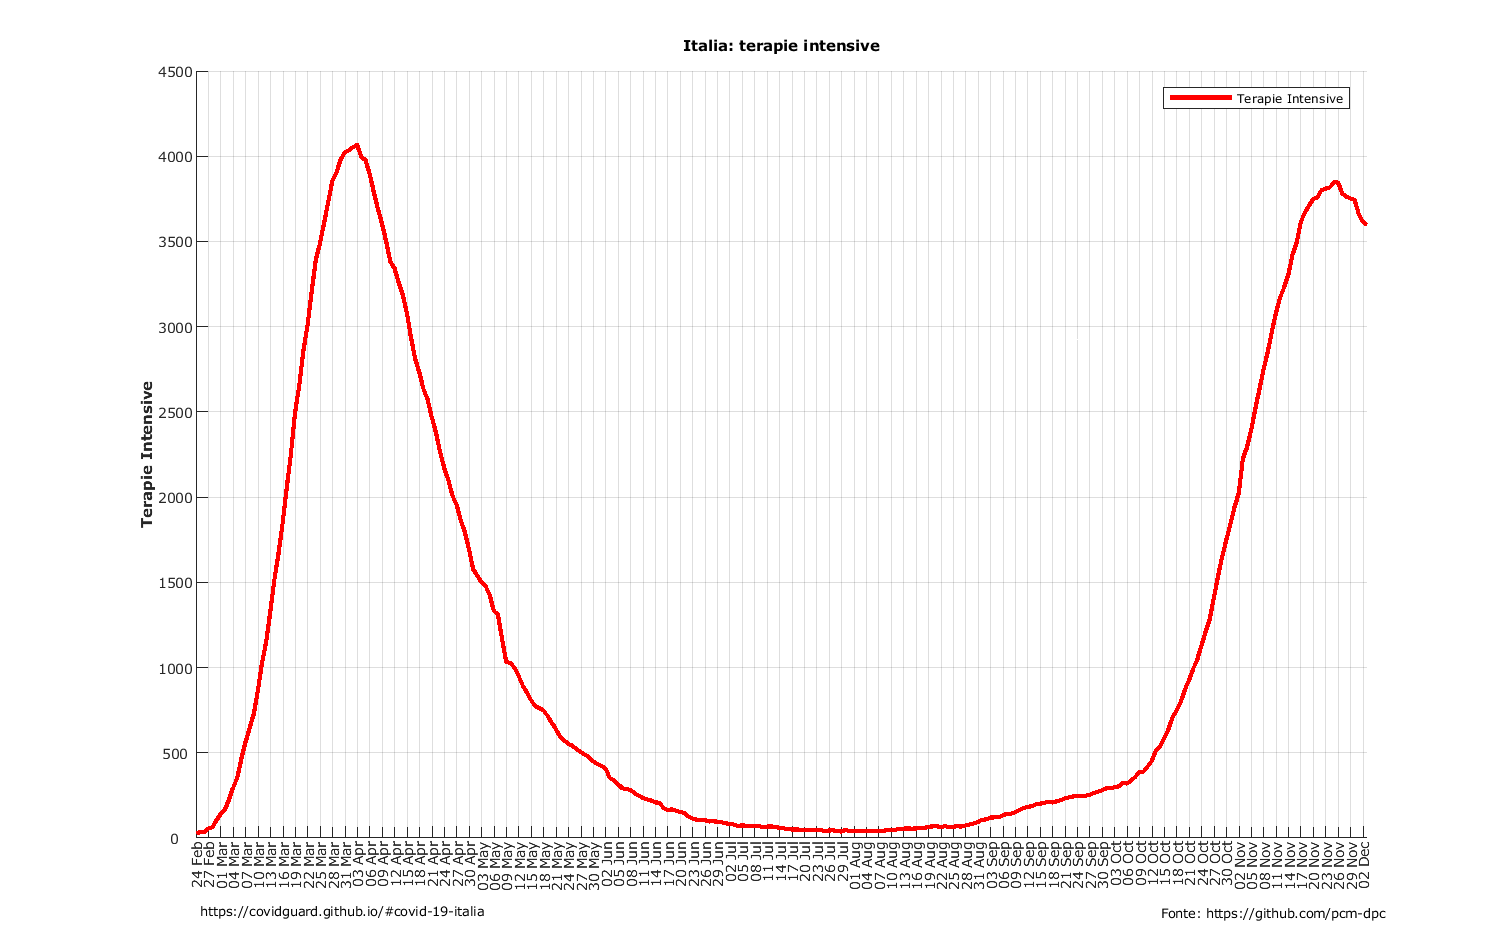 Italia: terapie intensive
Terapie Intensive
Terapie Intensive
4500
4000
3500
3000
2500
2000
1500
1000
500
0
24 Feb
27 Feb
01 Mar
04 Mar
07 Mar
10 Mar
13 Mar
16 Mar
19 Mar
22 Mar
25 Mar
28 Mar
31 Mar
03 Apr
06 Apr
09 Apr
12 Apr
15 Apr
18 Apr
21 Apr
24 Apr
27 Apr
30 Apr
03 May
06 May
09 May
12 May
15 May
18 May
21 May
24 May
27 May
30 May
02 Jun
05 Jun
08 Jun
11 Jun
14 Jun
17 Jun
20 Jun
23 Jun
26 Jun
29 Jun
02 Jul
05 Jul
08 Jul
11 Jul
14 Jul
17 Jul
20 Jul
23 Jul
26 Jul
29 Jul
01 Aug
04 Aug
07 Aug
10 Aug
13 Aug
16 Aug
19 Aug
22 Aug
25 Aug
28 Aug
31 Aug
03 Sep
06 Sep
09 Sep
12 Sep
15 Sep
18 Sep
21 Sep
24 Sep
27 Sep
30 Sep
03 Oct
06 Oct
09 Oct
12 Oct
15 Oct
18 Oct
21 Oct
24 Oct
27 Oct
30 Oct
02 Nov
05 Nov
08 Nov
11 Nov
14 Nov
17 Nov
20 Nov
23 Nov
26 Nov
29 Nov
02 Dec
https://covidguard.github.io/#covid-19-italia
Fonte: https://github.com/pcm-dpc